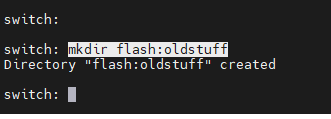 switch:
switch: mkdir flash:oldstuff
Directory "flash:oldstuff" created
switch: